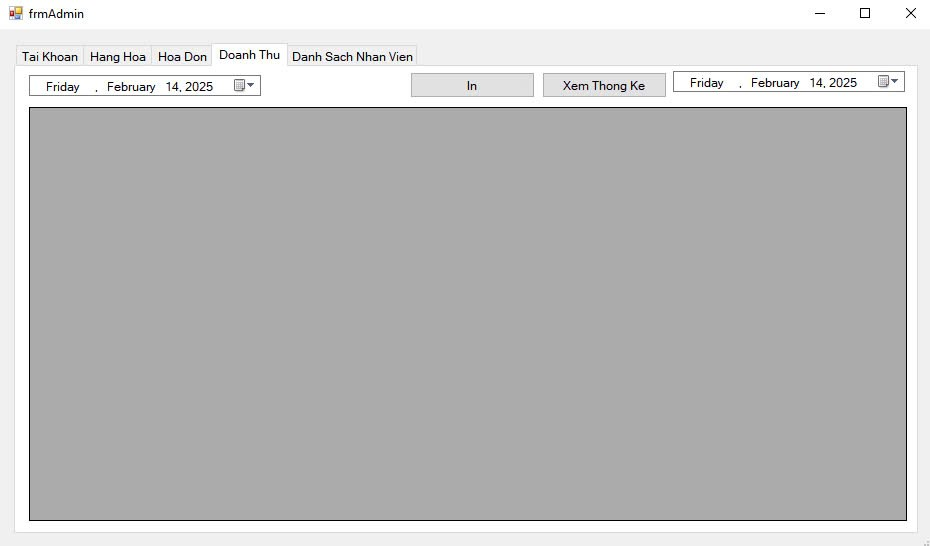 frmAdmin
Tai Khoan Hang Hoa Hoa Don Doanh Thu Danh Sach Nhan Vien
Friday , February 14, 2025 In Xem Thong Ke Friday , February 14, 2025